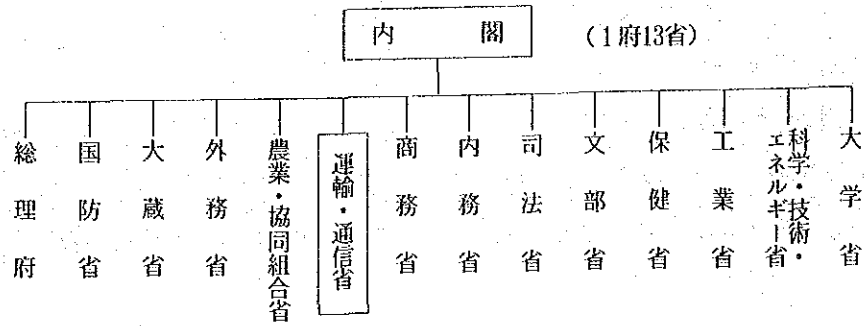 内閣
(1府13省)
総理府
国防省
大蔵省
外務省
農業・協同組合省
運輸・通信省
商務省
内務省
司法省
文部省
保健省
工業省
科学・技術・
エネルギー省
大学省